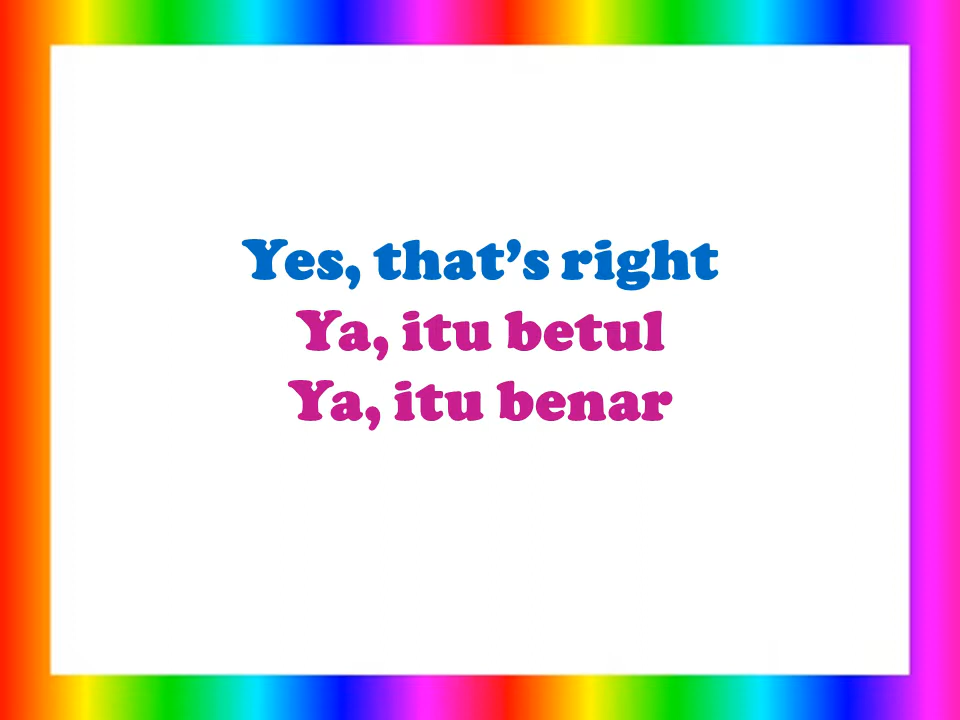 Yes, that’s right
Ya, itu betul
Ya, itu benar